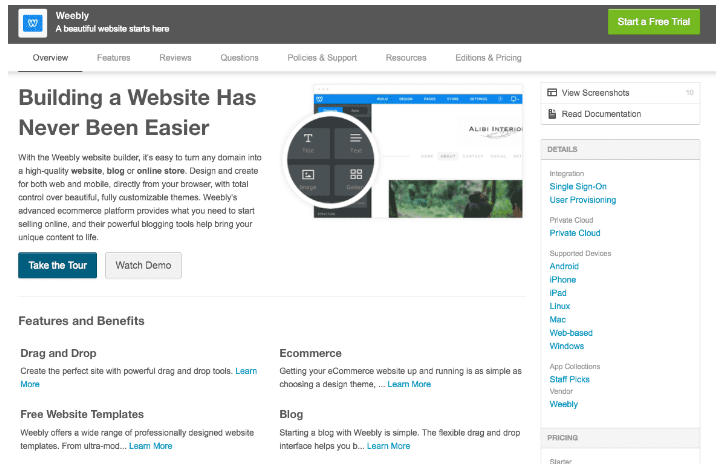 Weebly
A beautiful website starts here
Start a Free Trial
Overview
Features
Reviews
Questions
Policies & Support
Resources
Editions & Pricing
Building a Website Has
Never Been Easier
With the Weebly website builder, it's easy to turn any domain into
a high-quality website, blog or online store. Design and create
for both web and mobile, directly from your browser, with total
control over beautiful, fully customizable themes. Weebly's
advanced ecommerce platform provides what you need to start
selling online, and their powerful blogging tools help bring your
unique content to life.
Take the Tour
Watch Demo
BUILD DESIGN PAGES STORE SETTINGS
ALIBI INTERIO
HOME ABOUT CONTACT SOCIAL
Title
Text
Image
View Screenshots 10
Read Documentation
DETAILS
Integration
Single Sign-On
User Provisioning
Private Cloud
Private Cloud
Supported Devices
Android
iPhone
iPad
Linux
Mac
Web-based
Windows
App Collections
Staff Picks
Vendor
Weebly
PRICING
Starter
Features and Benefits
Drag and Drop
Create the perfect site with powerful drag and drop tools. Learn
More
Ecommerce
Getting your eCommerce website up and running is as simple as
choosing a design theme, ... Learn More
Free Website Templates
Weebly offers a wide range of professionally designed website
templates. From ultra-mod... Learn More
Blog
Starting a blog with Weebly is simple. The flexible drag and drop
interface helps you b... Learn More